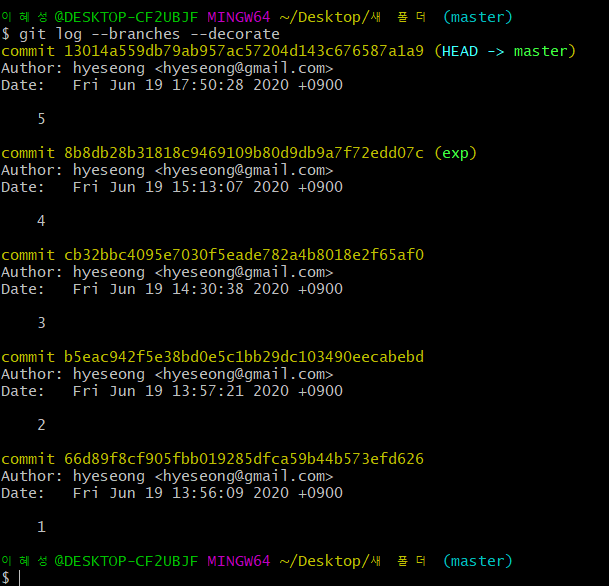 이 혜 성 @DESKTOP-CF2UBJF MINGW64 ~/Desktop/새 폴 더 (master)
$ git log --branches --decorate
commit 13014a559db79ab957ac57204d143c676587a1a9 (HEAD -> master)
Author: hyeseong <hyeseong@gmail.com>
Date:   Fri Jun 19 17:50:28 2020 +0900
5
commit 8b8db28b31818c9469109b80d9db9a7f72edd07c (exp)
Author: hyeseong <hyeseong@gmail.com>
Date:   Fri Jun 19 15:13:07 2020 +0900
4
commit cb32bbc4095e7030f5eade782a4b8018e2f65af0
Author: hyeseong <hyeseong@gmail.com>
Date:   Fri Jun 19 14:30:38 2020 +0900
3
commit b5eac942f5e38bd0e5c1bb29dc103490eecabebd
Author: hyeseong <hyeseong@gmail.com>
Date:   Fri Jun 19 13:57:21 2020 +0900
2
commit 66d89f8cf905fbb019285dfca59b44b573efd626
Author: hyeseong <hyeseong@gmail.com>
Date:   Fri Jun 19 13:56:09 2020 +0900
1
이 혜 성 @DESKTOP-CF2UBJF MINGW64 ~/Desktop/새 폴 더 (master)
$